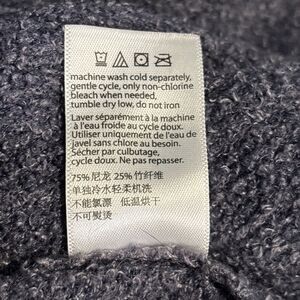 machine wash cold separately,
gentle cycle, only non-chlorine
bleach when needed,
tumble dry low, do not iron
Laver séparément à la machine
à l'eau froide au cycle doux.
Utiliser uniquement de l'eau de
javel sans chlore au besoin.
Sécher par culbutage,
cycle doux. Ne pas repasser.
75% 尼龙 25% 竹纤维
单独冷水轻柔机洗
不能氯漂 低温烘干
不可熨烫